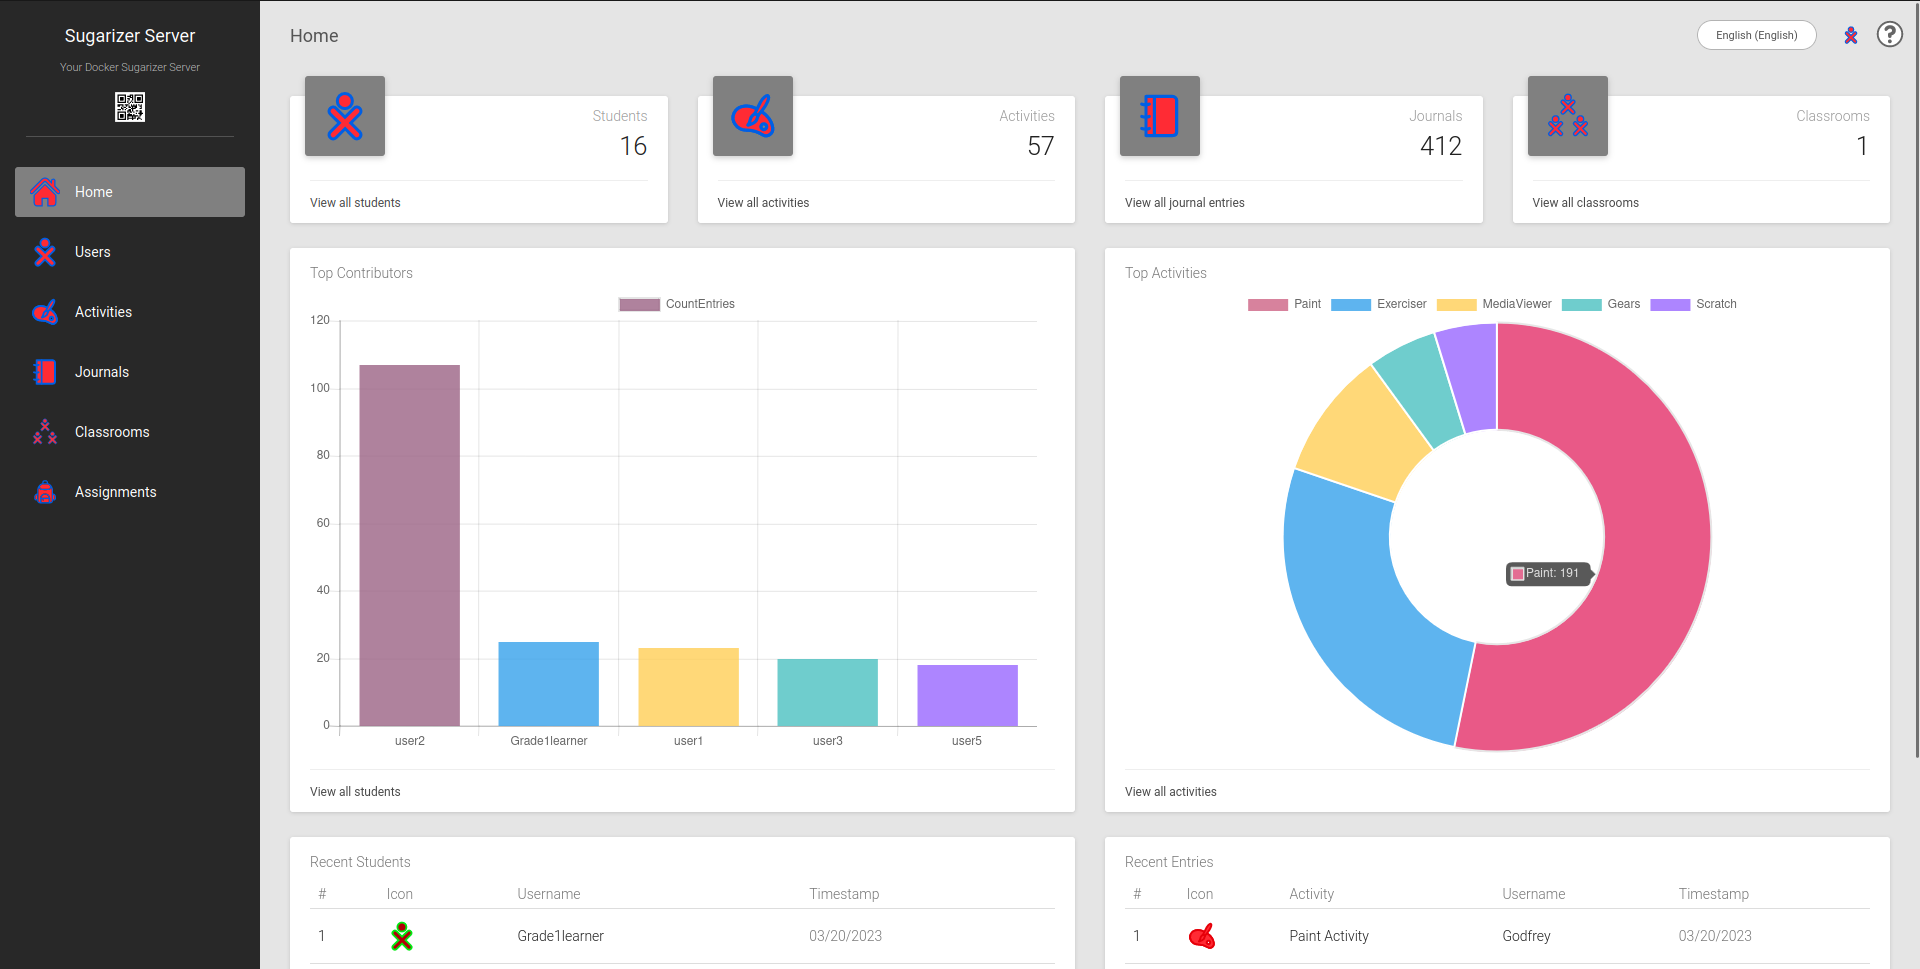 Sugarizer Server
Your Docker Sugarizer Server
Home
Users
Activities
Journals
Classrooms
Assignments
Home
English (English)
?
Students
16
View all students
Activities
57
View all activities
Journals
412
View all journal entries
Classrooms
1
View all classrooms
Top Contributors
CountEntries
120
100
80
60
40
20
0
user2 Grade1learner user1 user3 user5
View all students
Top Activities
Paint Exerciser MediaViewer Gears Scratch
Paint: 191
View all activities
Recent Students
# Icon Username Timestamp
1 Grade1learner 03/20/2023
Recent Entries
# Icon Activity Username Timestamp
1 Paint Activity Godfrey 03/20/2023